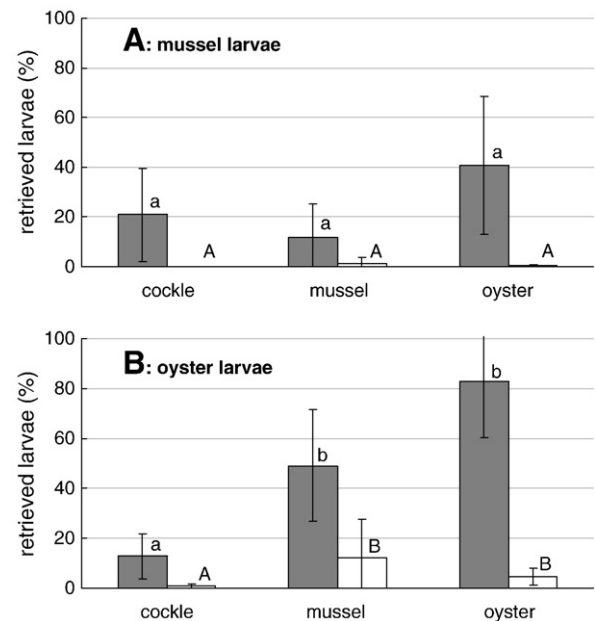 A: mussel larvae
retrieved larvae (%)
100
80
60
40
20
0
a
A
a
A
a
A
cockle
mussel
oyster
B: oyster larvae
retrieved larvae (%)
100
80
60
40
20
0
a
A
b
B
b
B
cockle
mussel
oyster